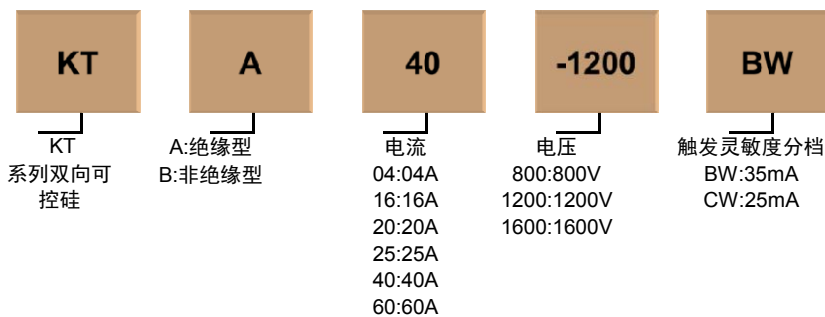 KT
A
40
-1200
BW
KT
系列双向可
控硅
A:绝缘型
B:非绝缘型
电流
04:04A
16:16A
20:20A
25:25A
40:40A
60:60A
电压
800:800V
1200:1200V
1600:1600V
触发灵敏度分档
BW:35mA
CW:25mA